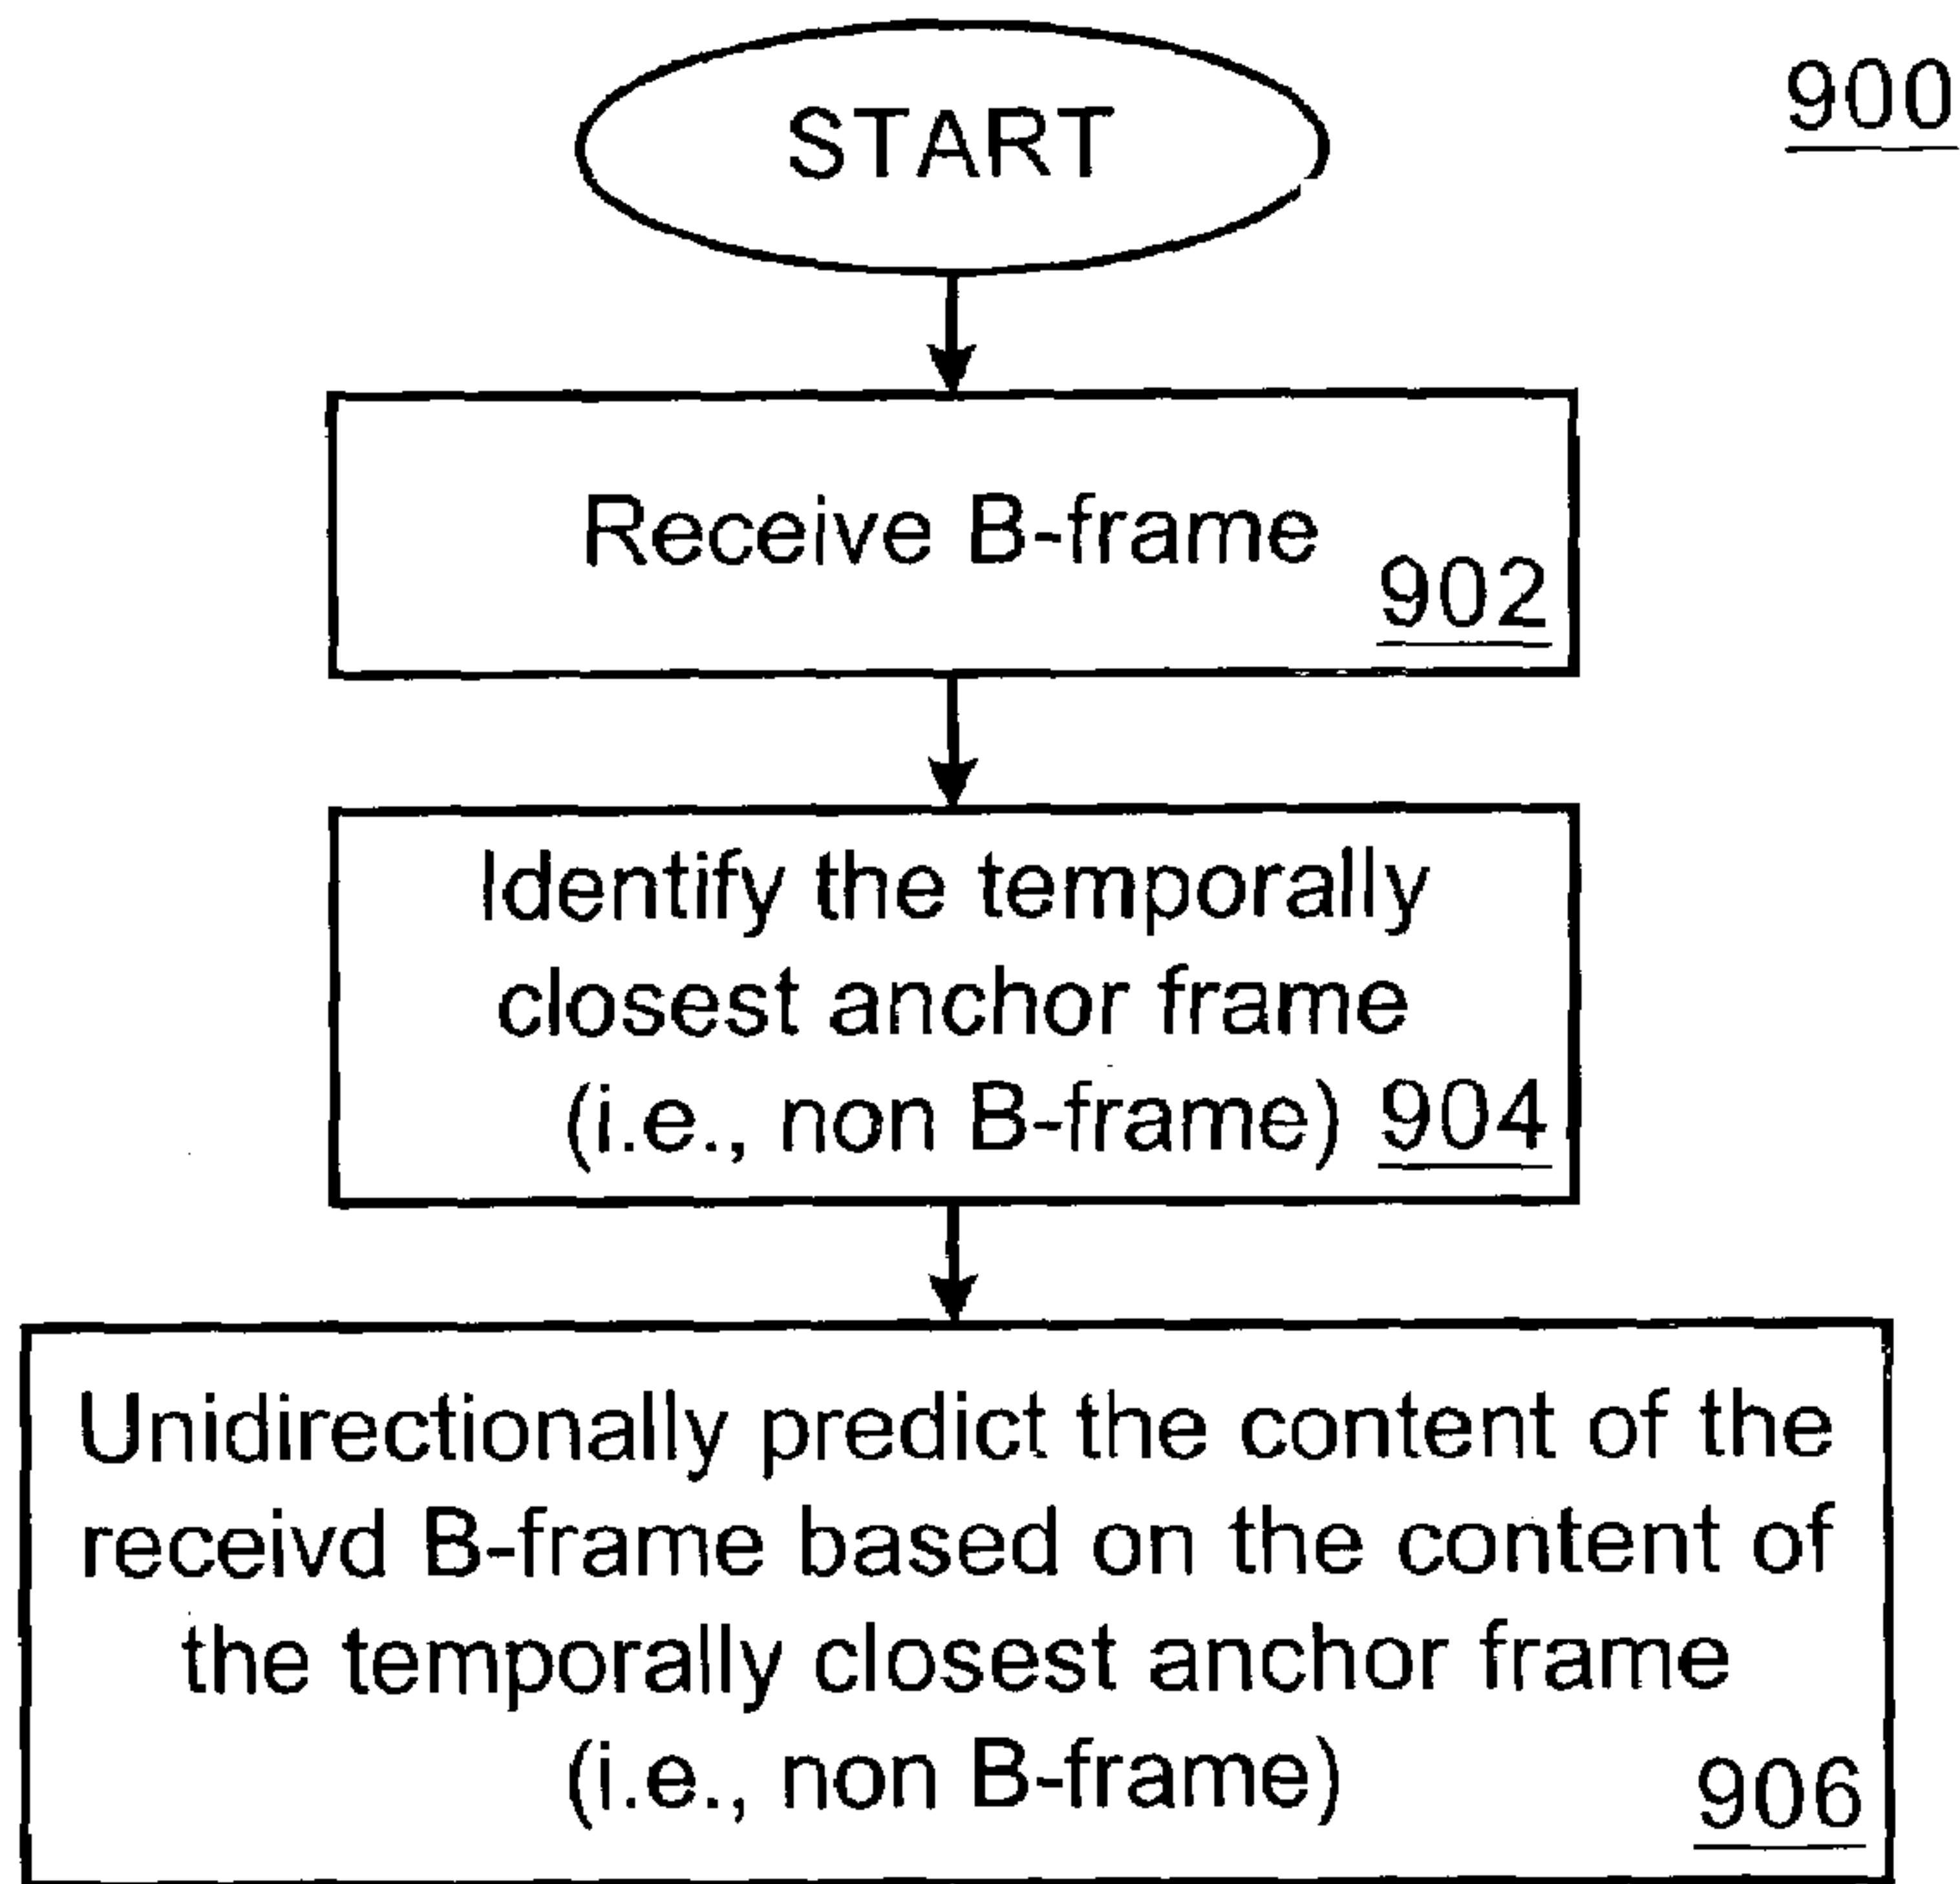 START
900
Receive B-frame
902
Identify the temporally
closest anchor frame
(i.e., non B-frame) 904
Unidirectionally predict the content of the
receivd B-frame based on the content of
the temporally closest anchor frame
(i.e., non B-frame)
906